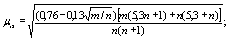 μ_н = √(((0,76−0,13√(m/n))[m(5,3n+1)+n(5,3+n)])/(n(n+1)));